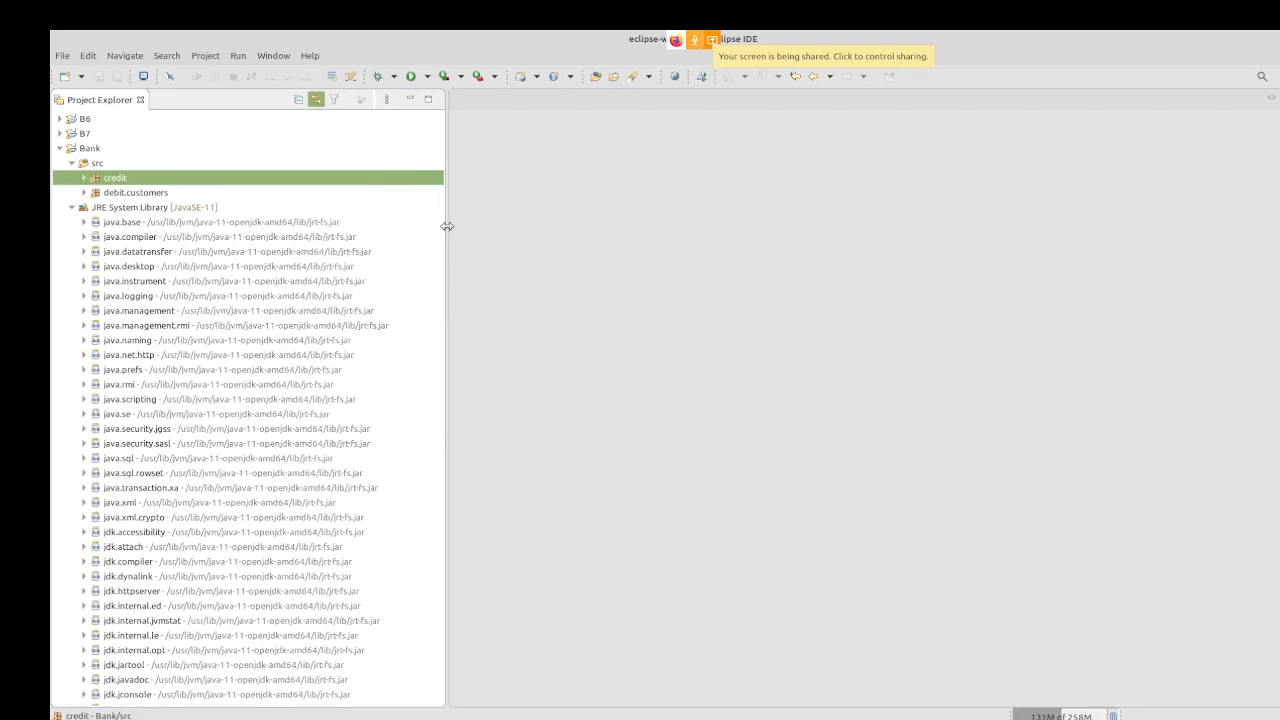 eclipse-w lipse IDE
Your screen is being shared. Click to control sharing.
File Edit Navigate Search Project Run Window Help
Project Explorer
B6
B7
Bank
src
credit
debit.customers
JRE System Library [JavaSE-11]
java.base - /usr/lib/jvm/java-11-openjdk-amd64/lib/jrt-fs.jar
java.compiler - /usr/lib/jvm/java-11-openjdk-amd64/lib/jrt-fs.jar
java.datatransfer - /usr/lib/jvm/java-11-openjdk-amd64/lib/jrt-fs.jar
java.desktop - /usr/lib/jvm/java-11-openjdk-amd64/lib/jrt-fs.jar
java.instrument - /usr/lib/jvm/java-11-openjdk-amd64/lib/jrt-fs.jar
java.logging - /usr/lib/jvm/java-11-openjdk-amd64/lib/jrt-fs.jar
java.management - /usr/lib/jvm/java-11-openjdk-amd64/lib/jrt-fs.jar
java.management.rmi - /usr/lib/jvm/java-11-openjdk-amd64/lib/jrt-fs.jar
java.naming - /usr/lib/jvm/java-11-openjdk-amd64/lib/jrt-fs.jar
java.net.http - /usr/lib/jvm/java-11-openjdk-amd64/lib/jrt-fs.jar
java.prefs - /usr/lib/jvm/java-11-openjdk-amd64/lib/jrt-fs.jar
java.rmi - /usr/lib/jvm/java-11-openjdk-amd64/lib/jrt-fs.jar
java.scripting - /usr/lib/jvm/java-11-openjdk-amd64/lib/jrt-fs.jar
java.se - /usr/lib/jvm/java-11-openjdk-amd64/lib/jrt-fs.jar
java.security.jgss - /usr/lib/jvm/java-11-openjdk-amd64/lib/jrt-fs.jar
java.security.sasl - /usr/lib/jvm/java-11-openjdk-amd64/lib/jrt-fs.jar
java.sql - /usr/lib/jvm/java-11-openjdk-amd64/lib/jrt-fs.jar
java.sql.rowset - /usr/lib/jvm/java-11-openjdk-amd64/lib/jrt-fs.jar
java.transaction.xa - /usr/lib/jvm/java-11-openjdk-amd64/lib/jrt-fs.jar
java.xml - /usr/lib/jvm/java-11-openjdk-amd64/lib/jrt-fs.jar
java.xml.crypto - /usr/lib/jvm/java-11-openjdk-amd64/lib/jrt-fs.jar
jdk.accessibility - /usr/lib/jvm/java-11-openjdk-amd64/lib/jrt-fs.jar
jdk.attach - /usr/lib/jvm/java-11-openjdk-amd64/lib/jrt-fs.jar
jdk.compiler - /usr/lib/jvm/java-11-openjdk-amd64/lib/jrt-fs.jar
jdk.dynalink - /usr/lib/jvm/java-11-openjdk-amd64/lib/jrt-fs.jar
jdk.httpserver - /usr/lib/jvm/java-11-openjdk-amd64/lib/jrt-fs.jar
jdk.internal.ed - /usr/lib/jvm/java-11-openjdk-amd64/lib/jrt-fs.jar
jdk.internal.jvmstat - /usr/lib/jvm/java-11-openjdk-amd64/lib/jrt-fs.jar
jdk.internal.le - /usr/lib/jvm/java-11-openjdk-amd64/lib/jrt-fs.jar
jdk.internal.opt - /usr/lib/jvm/java-11-openjdk-amd64/lib/jrt-fs.jar
jdk.jartool - /usr/lib/jvm/java-11-openjdk-amd64/lib/jrt-fs.jar
jdk.javadoc - /usr/lib/jvm/java-11-openjdk-amd64/lib/jrt-fs.jar
jdk.jconsole - /usr/lib/jvm/java-11-openjdk-amd64/lib/jrt-fs.jar
credit - Bank/src
131M of 258M